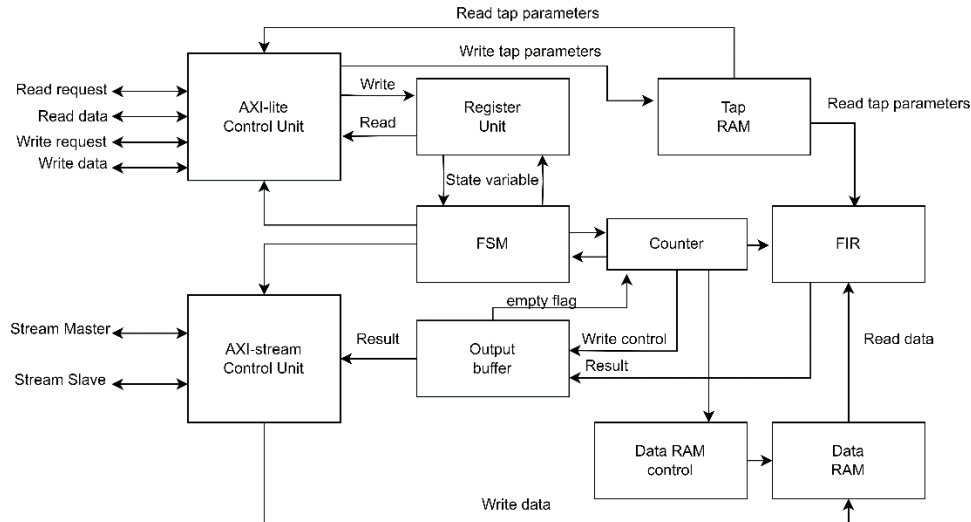 Read tap parameters
Write tap parameters
Read request
Read data
Write request
Write data
AXI-lite
Control Unit
Write
Read
Register
Unit
Tap
RAM
Read tap parameters
State variable
FSM
Counter
FIR
empty flag
Stream Master
Stream Slave
AXI-stream
Control Unit
Result
Output
buffer
Write control
Result
Read data
Data RAM
control
Data
RAM
Write data